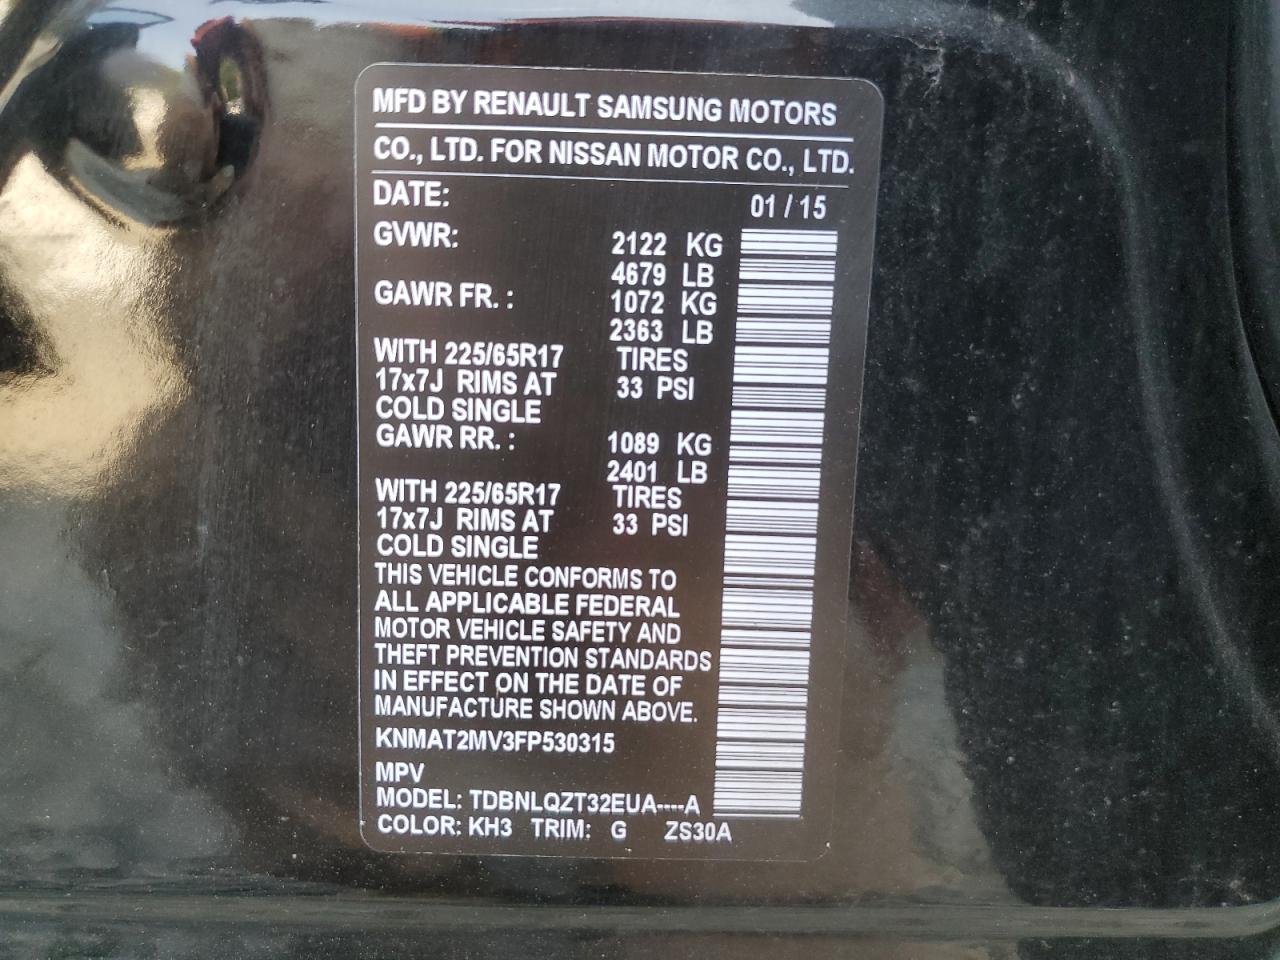 MFD BY RENAULT SAMSUNG MOTORS
CO., LTD. FOR NISSAN MOTOR CO., LTD.
DATE: 01 / 15
GVWR: 2122 KG
4679 LB
GAWR FR. : 1072 KG
2363 LB
WITH 225/65R17 TIRES
17x7J RIMS AT 33 PSI
COLD SINGLE
GAWR RR. : 1089 KG
2401 LB
WITH 225/65R17 TIRES
17x7J RIMS AT 33 PSI
COLD SINGLE
THIS VEHICLE CONFORMS TO
ALL APPLICABLE FEDERAL
MOTOR VEHICLE SAFETY AND
THEFT PREVENTION STANDARDS
IN EFFECT ON THE DATE OF
MANUFACTURE SHOWN ABOVE.
KNMAT2MV3FP530315
MPV
MODEL: TDBNLQZT32EUA----A
COLOR: KH3 TRIM: G ZS30A